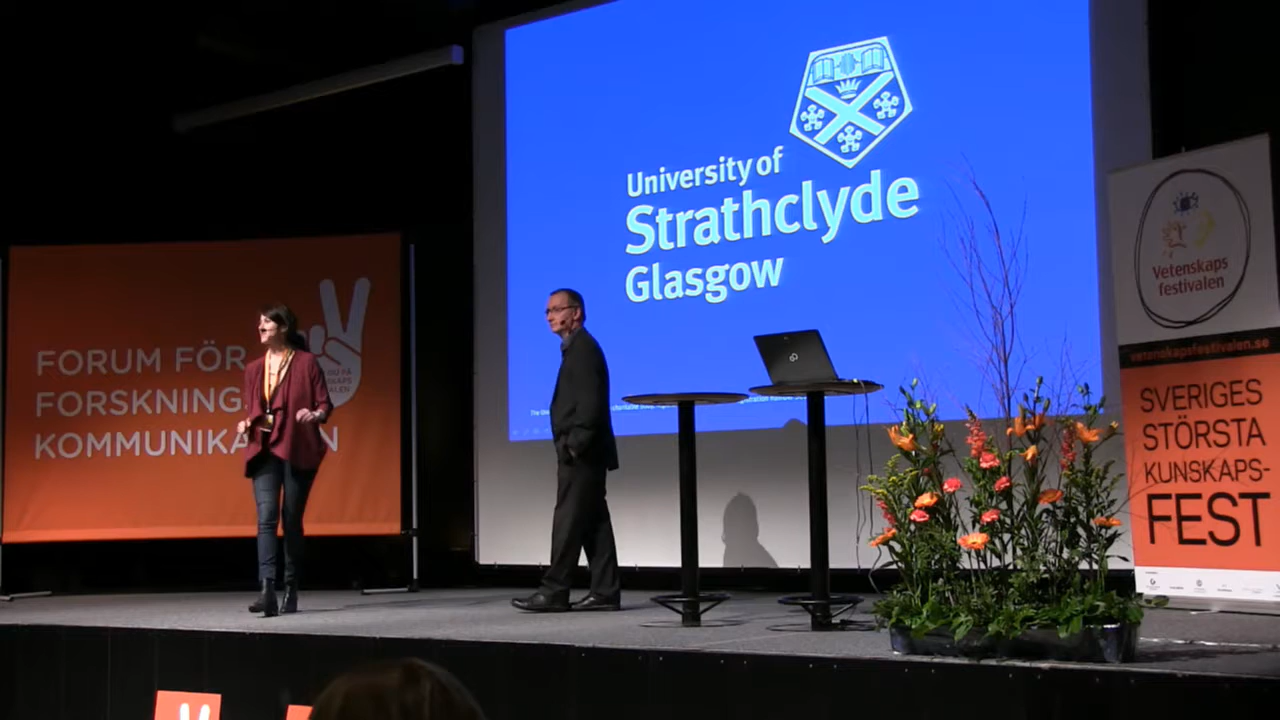 University of
Strathclyde
Glasgow
FORUM FÖR
FORSKNING
KOMMUNIKA N
Vetenskaps
festivalen
vetenskapsfestivalen.se
SVERIGES
STÖRSTA
KUNSKAPS-
FEST